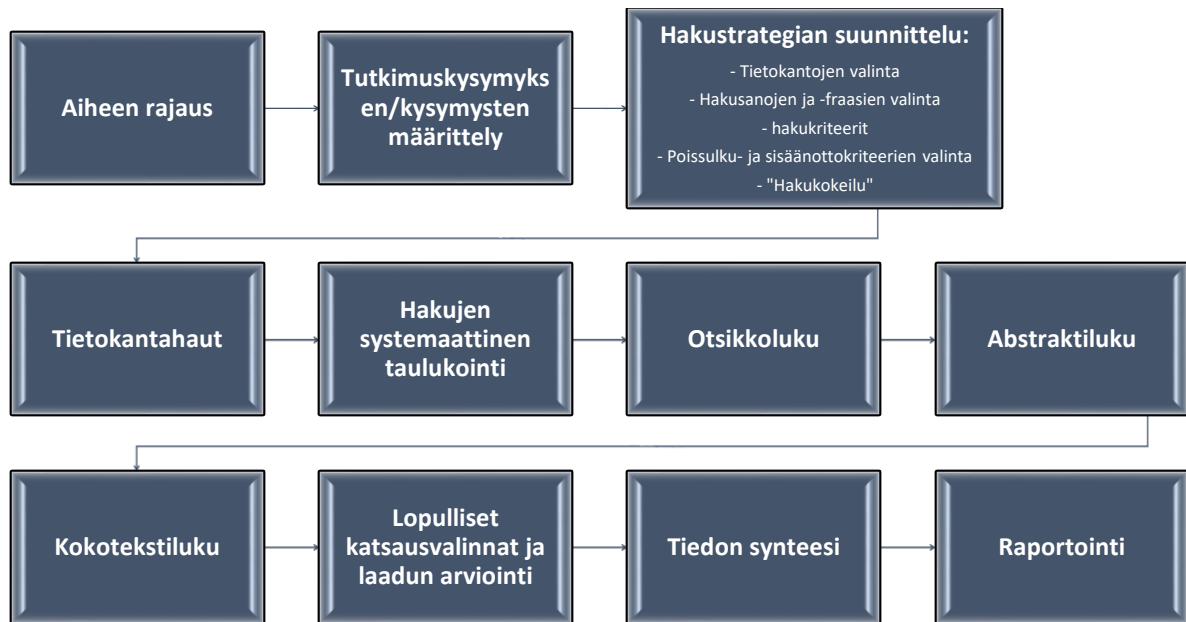 Aiheen rajaus
Tutkimuskysymyks
en/kysymysten
määrittely
Hakustrategian suunnittelu:
- Tietokantojen valinta
- Hakusanojen ja -fraasien valinta
- hakukriteerit
- Poissulku- ja sisäänottokriteerien valinta
- "Hakukokeilu"
Tietokantahaut
Hakujen
systemaattinen
taulukointi
Otsikkoluku
Abstraktiluku
Kokotekstiluku
Lopulliset
katsausvalinnat ja
laadun arviointi
Tiedon synteesi
Raportointi